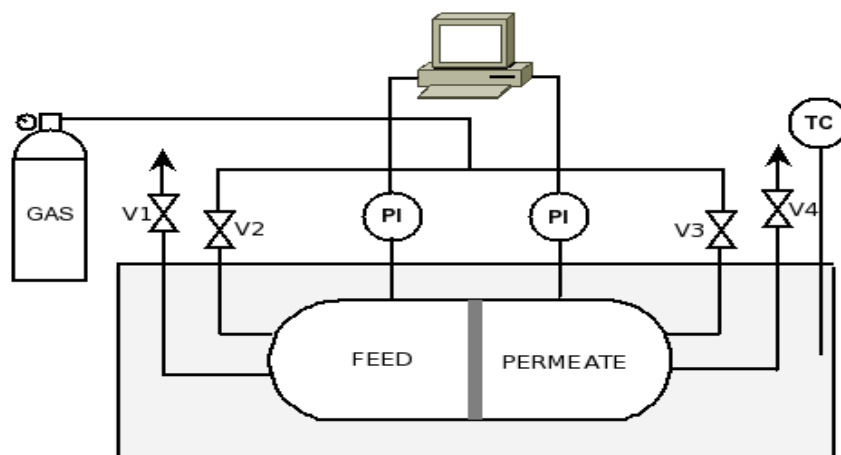 TC
GAS
V1
V2
PI
PI
V3
V4
FEED
PERMEATE